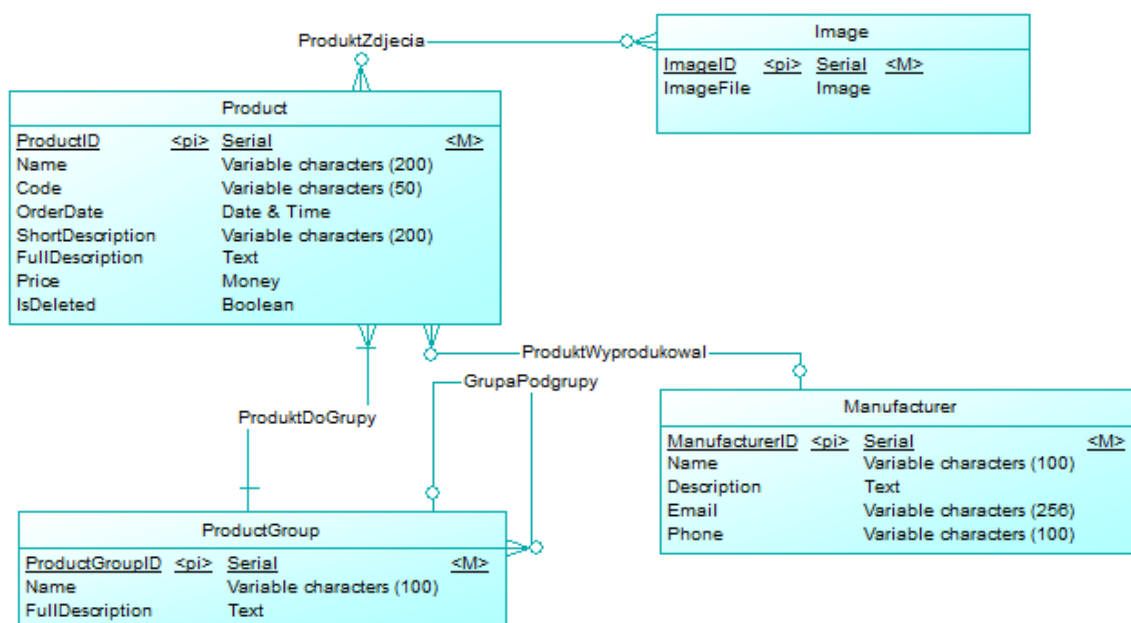 ProduktZdjecia
Image
ImageID <pi> Serial <M>
ImageFile Image
Product
ProductID <pi> Serial <M>
Name Variable characters (200)
Code Variable characters (50)
OrderDate Date & Time
ShortDescription Variable characters (200)
FullDescription Text
Price Money
IsDeleted Boolean
ProduktWyprodukowal
GrupaPodgrupy
ProduktDoGrupy
Manufacturer
ManufacturerID <pi> Serial <M>
Name Variable characters (100)
Description Text
Email Variable characters (256)
Phone Variable characters (100)
ProductGroup
ProductGroupID <pi> Serial <M>
Name Variable characters (100)
FullDescription Text